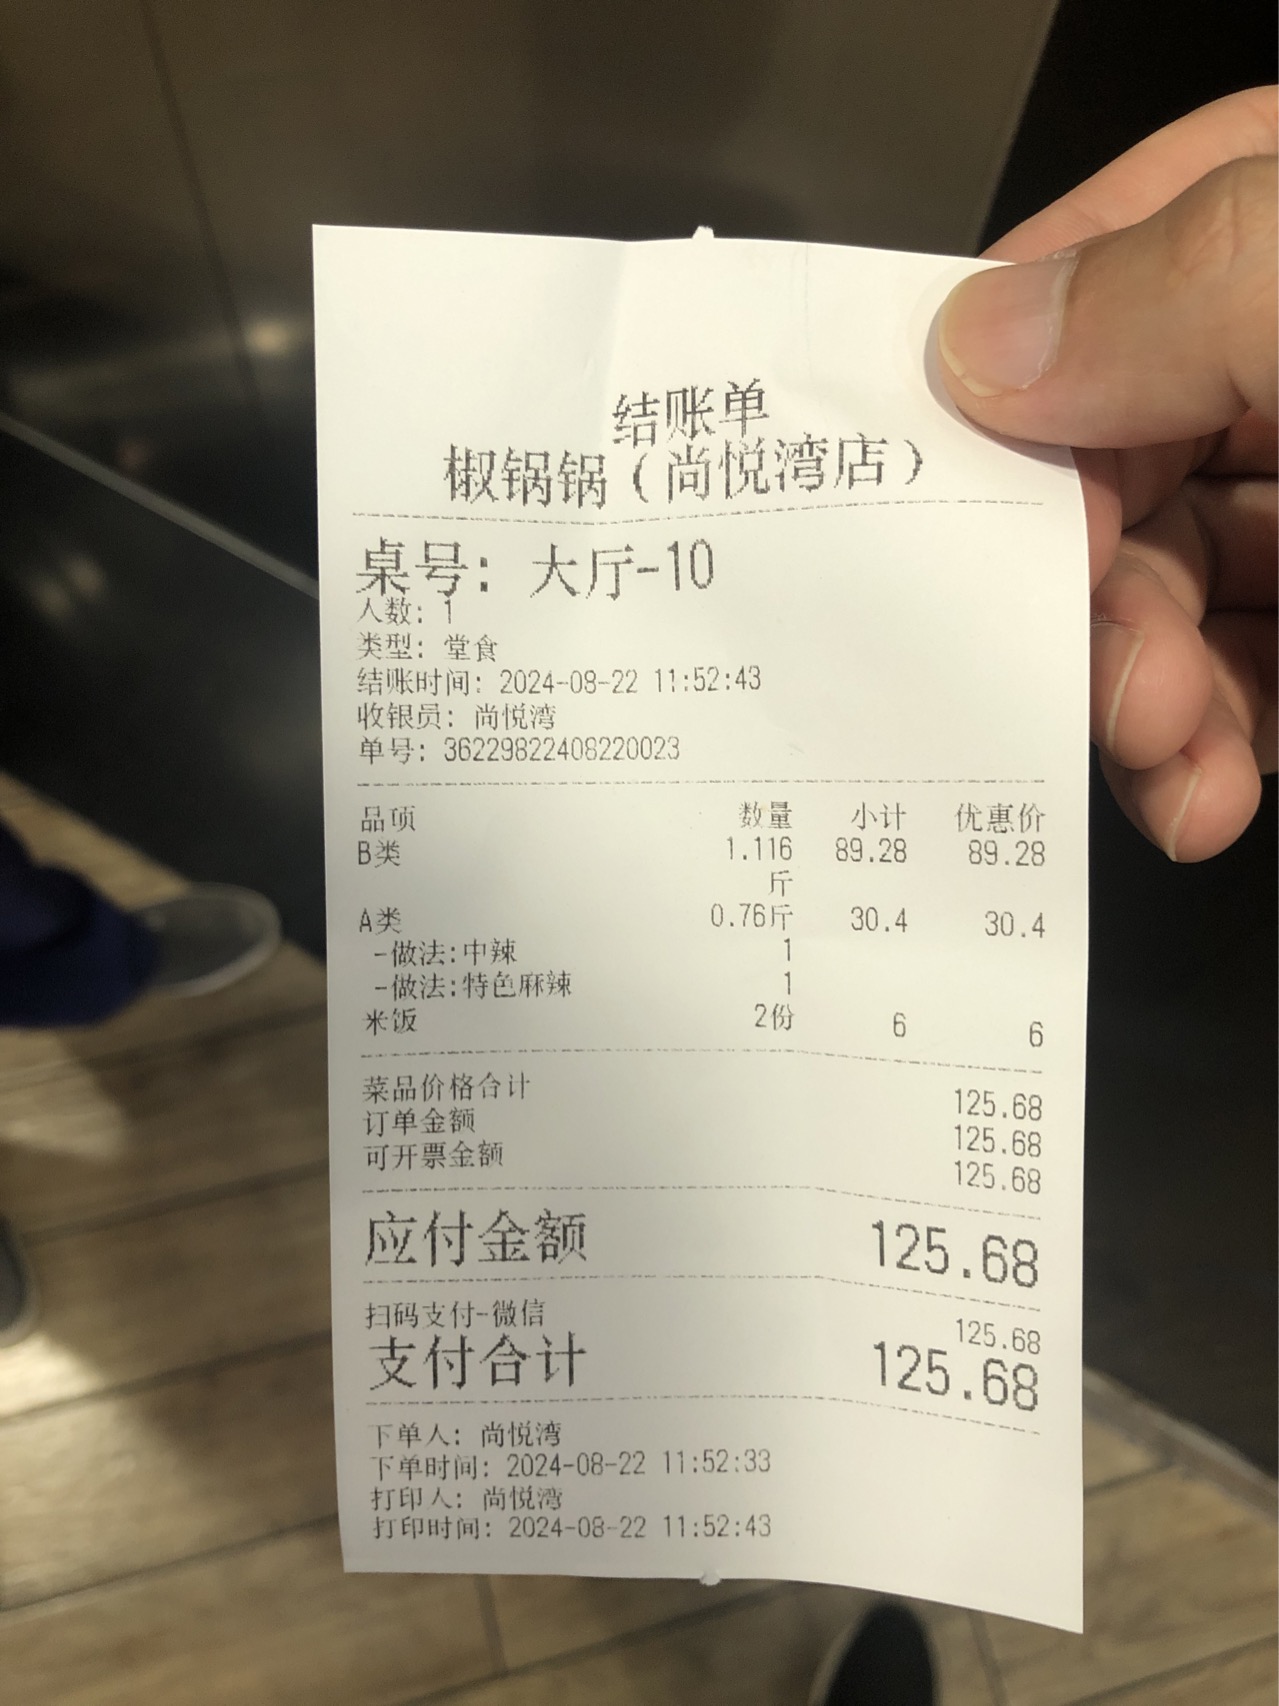 结账单
椒锅锅（尚悦湾店）
桌号：大厅-10
人数：1
类型：堂食
结账时间：2024-08-22 11:52:43
收银员：尚悦湾
单号：36229822408220023
品项 数量 小计 优惠价
B类 1.116 89.28 89.28
斤
A类 0.76斤 30.4 30.4
-做法:中辣 1
-做法:特色麻辣 1
米饭 2份 6 6
菜品价格合计 125.68
订单金额 125.68
可开票金额 125.68
应付金额 125.68
扫码支付-微信 125.68
支付合计 125.68
下单人：尚悦湾
下单时间：2024-08-22 11:52:33
打印人：尚悦湾
打印时间：2024-08-22 11:52:43